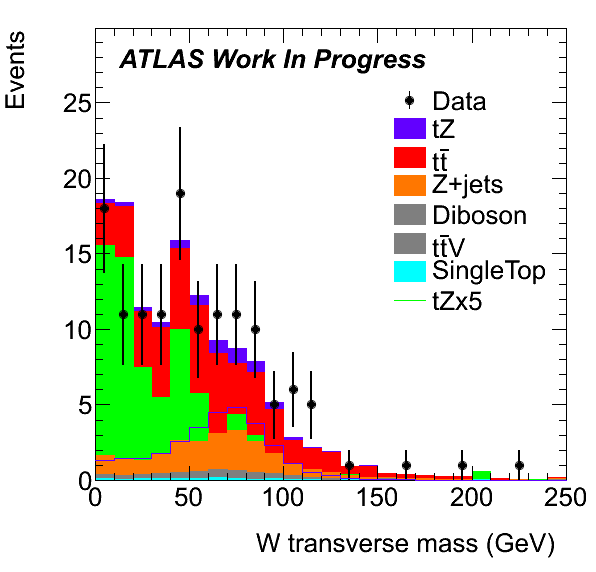 Events
ATLAS Work In Progress
Data
tZ
tt̄
Z+jets
Diboson
tt̄V
SingleTop
tZx5
25
20
15
10
5
0
0 50 100 150 200 250
W transverse mass (GeV)